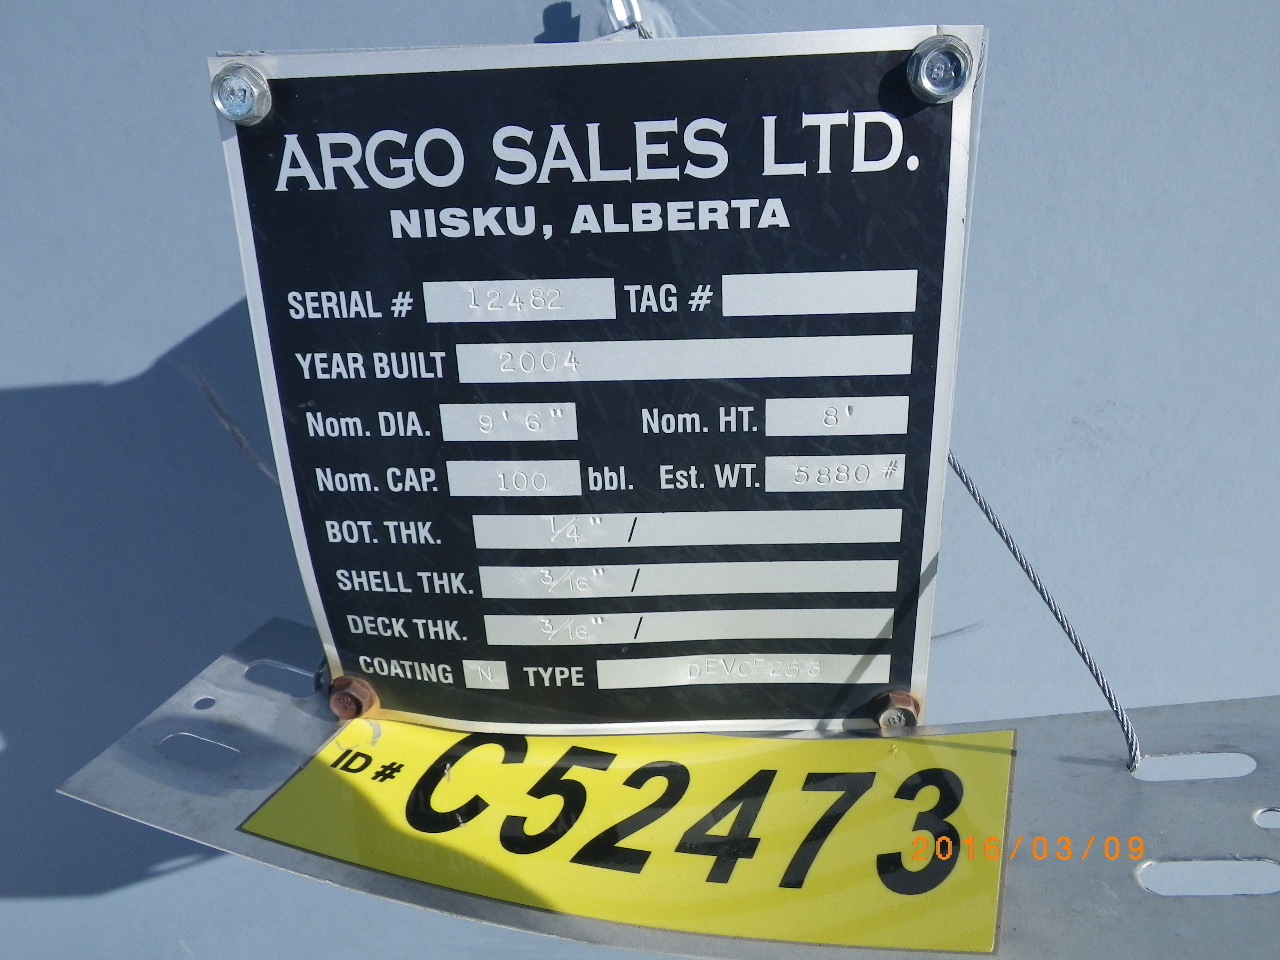 ARGO SALES LTD.
NISKU, ALBERTA
SERIAL # 12482 TAG #
YEAR BUILT 2004
Nom. DIA. 9' 6" Nom. HT. 8'
Nom. CAP. 100 bbl. Est. WT. 5880 #
BOT. THK. 1/4" /
SHELL THK. 3/16" /
DECK THK. 3/16" /
COATING N TYPE
ID # C52473
2016/03/09